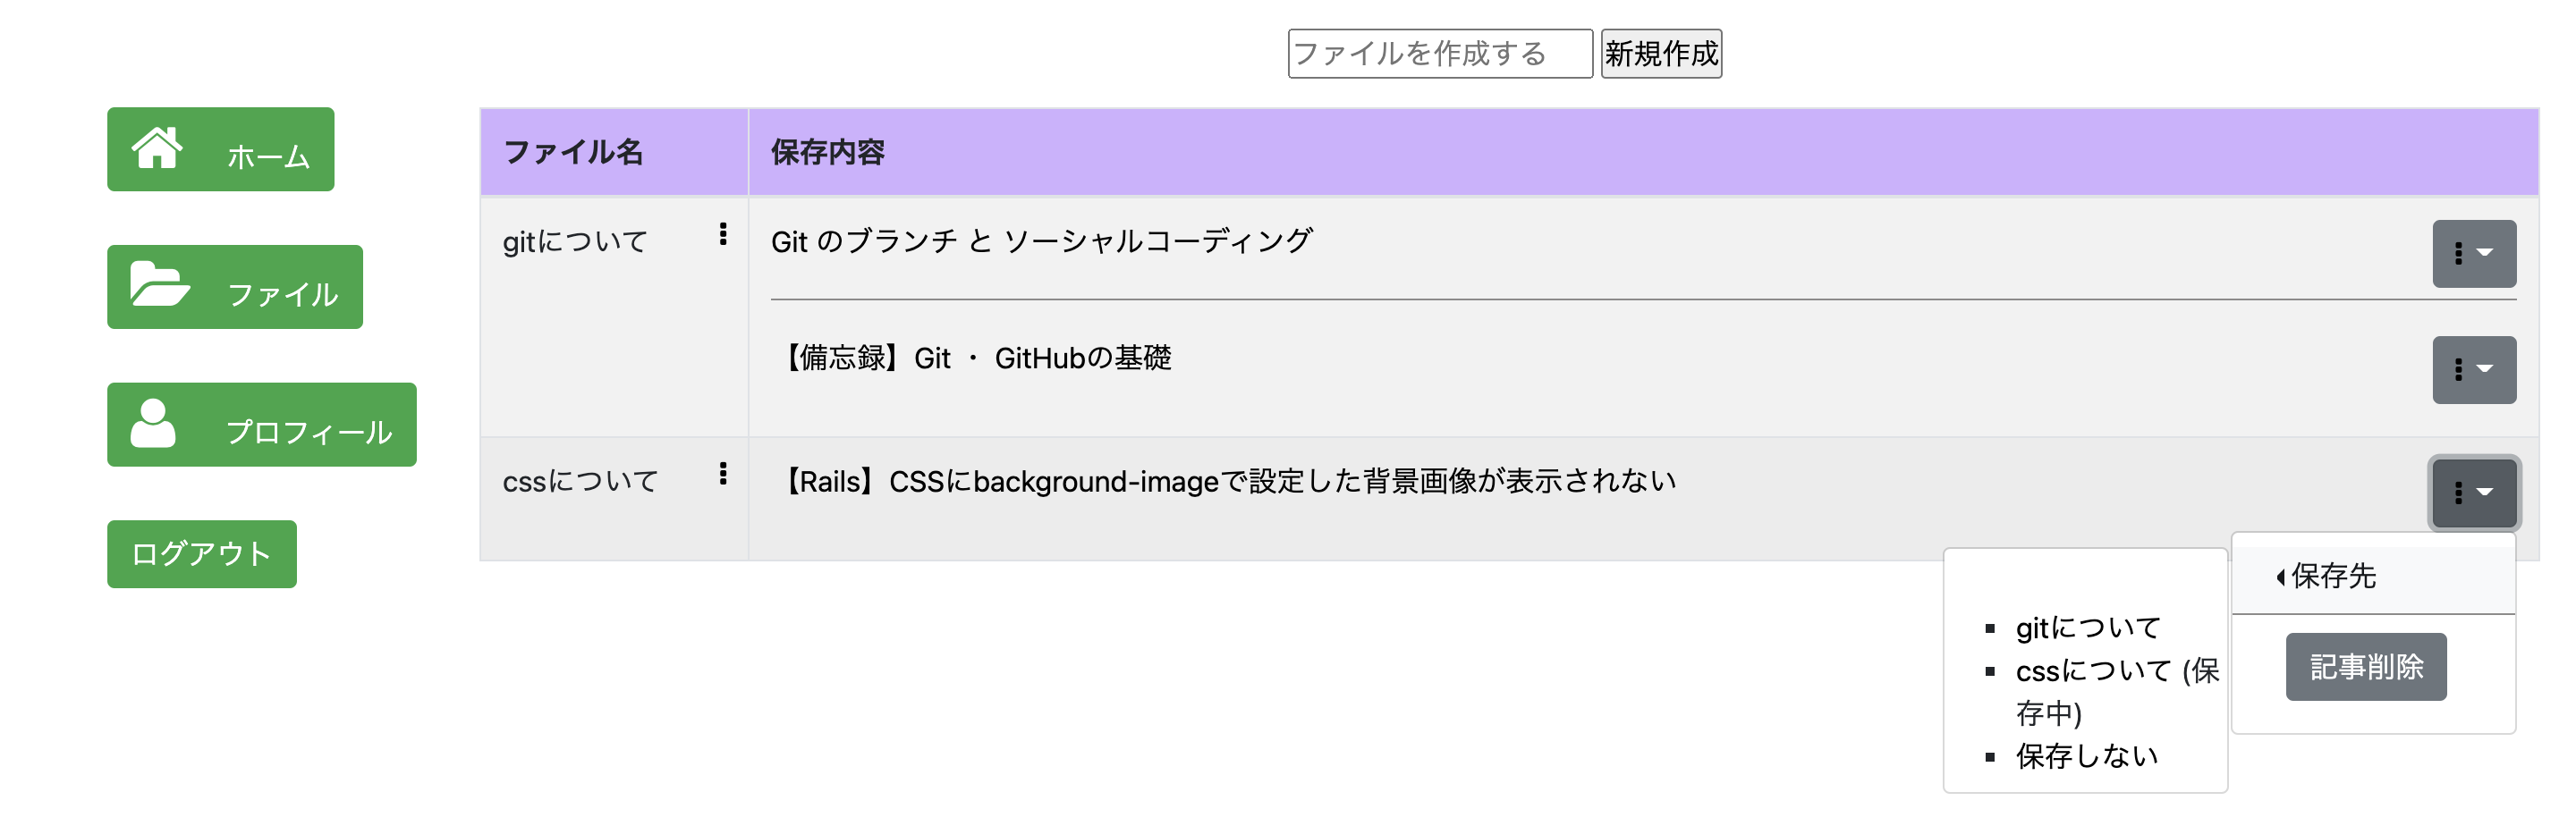 ファイルを作成する 新規作成
ホーム
ファイル
プロフィール
ログアウト
ファイル名 保存内容
gitについて Git のブランチ と ソーシャルコーディング
【備忘録】Git ・ GitHubの基礎
cssについて 【Rails】CSSにbackground-imageで設定した背景画像が表示されない
保存先
記事削除
gitについて
cssについて (保
存中)
保存しない